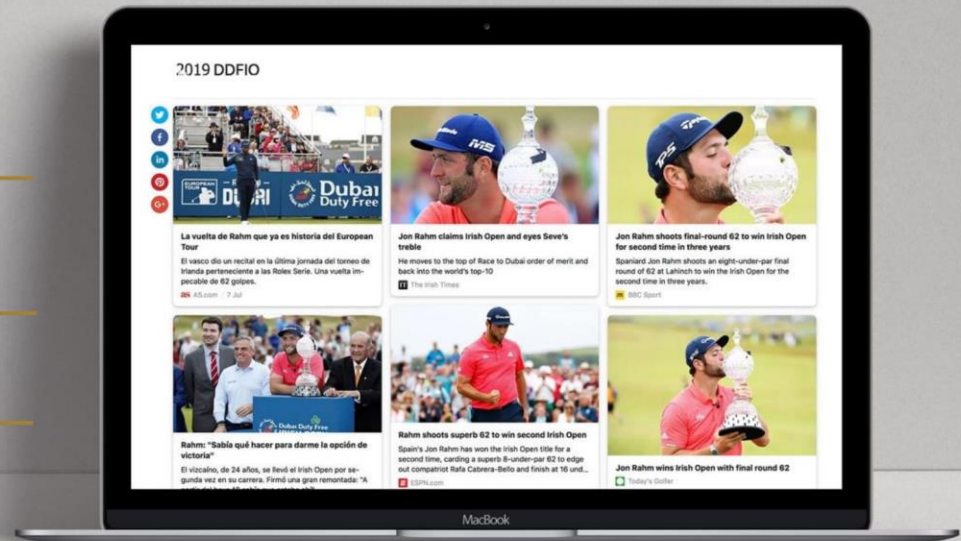 2019 DDFIO
EUROPEAN
TOUR
Dubai
Duty Free
La vuelta de Rahm que ya es historia del European
Tour
El vasco dio un recital en la última jornada del torneo de
Irlanda perteneciente a las Rolex Serie. Una vuelta im-
pecable de 62 golpes.
as AS.com | 7 Jul
Jon Rahm claims Irish Open and eyes Seve's
treble
He moves to the top of Race to Dubai order of merit and
back into the world's top-10
IT The Irish Times
Jon Rahm shoots final-round 62 to win Irish Open
for second time in three years
Spaniard Jon Rahm shoots an eight-under-par final
round of 62 at Lahinch to win the Irish Open for the
second time in three years.
BBC Sport
Dubai Duty Free
Rahm: "Sabía qué hacer para darme la opción de
victoria"
El vizcaíno, de 24 años, se llevó el Irish Open por se-
gunda vez en su carrera. Firmó una gran remontada: "A
Rahm shoots superb 62 to win second Irish Open
Spain's Jon Rahm has won the Irish Open title for a
second time, carding a superb 8-under-par 62 to edge
out compatriot Rafa Cabrera-Bello and finish at 16 und...
ESPN.com
Jon Rahm wins Irish Open with final round 62
Today's Golfer
MacBook